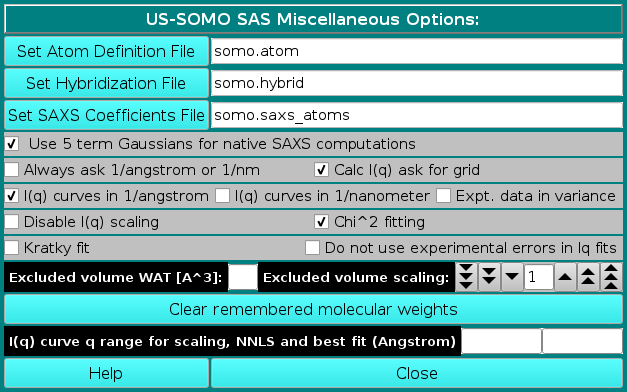 US-SOMO SAS Miscellaneous Options:
Set Atom Definition File somo.atom
Set Hybridization File somo.hybrid
Set SAXS Coefficients File somo.saxs_atoms
Use 5 term Gaussians for native SAXS computations
Always ask 1/angstrom or 1/nm Calc I(q) ask for grid
I(q) curves in 1/angstrom I(q) curves in 1/nanometer Expt. data in variance
Disable I(q) scaling Chi^2 fitting
Kratky fit Do not use experimental errors in Iq fits
Excluded volume WAT [A^3]: Excluded volume scaling: 1
Clear remembered molecular weights
I(q) curve q range for scaling, NNLS and best fit (Angstrom)
Help Close